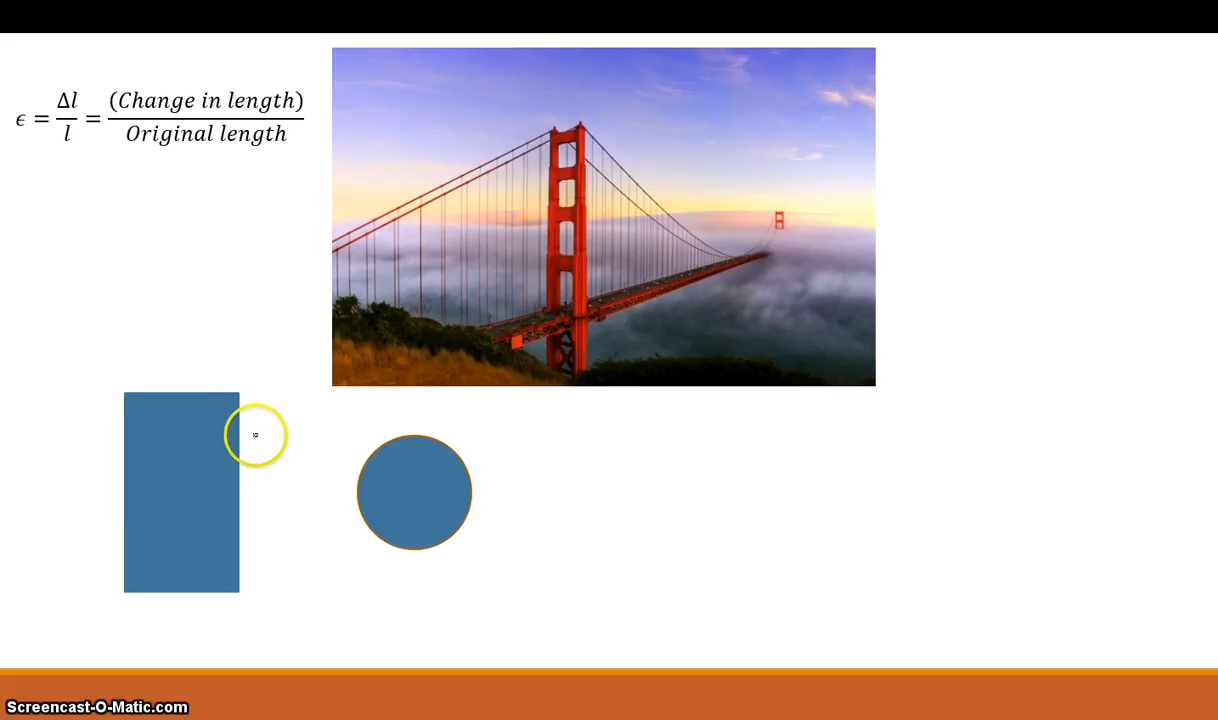 ϵ = Δl/l = (Change in length)/Original length
Screencast-O-Matic.com